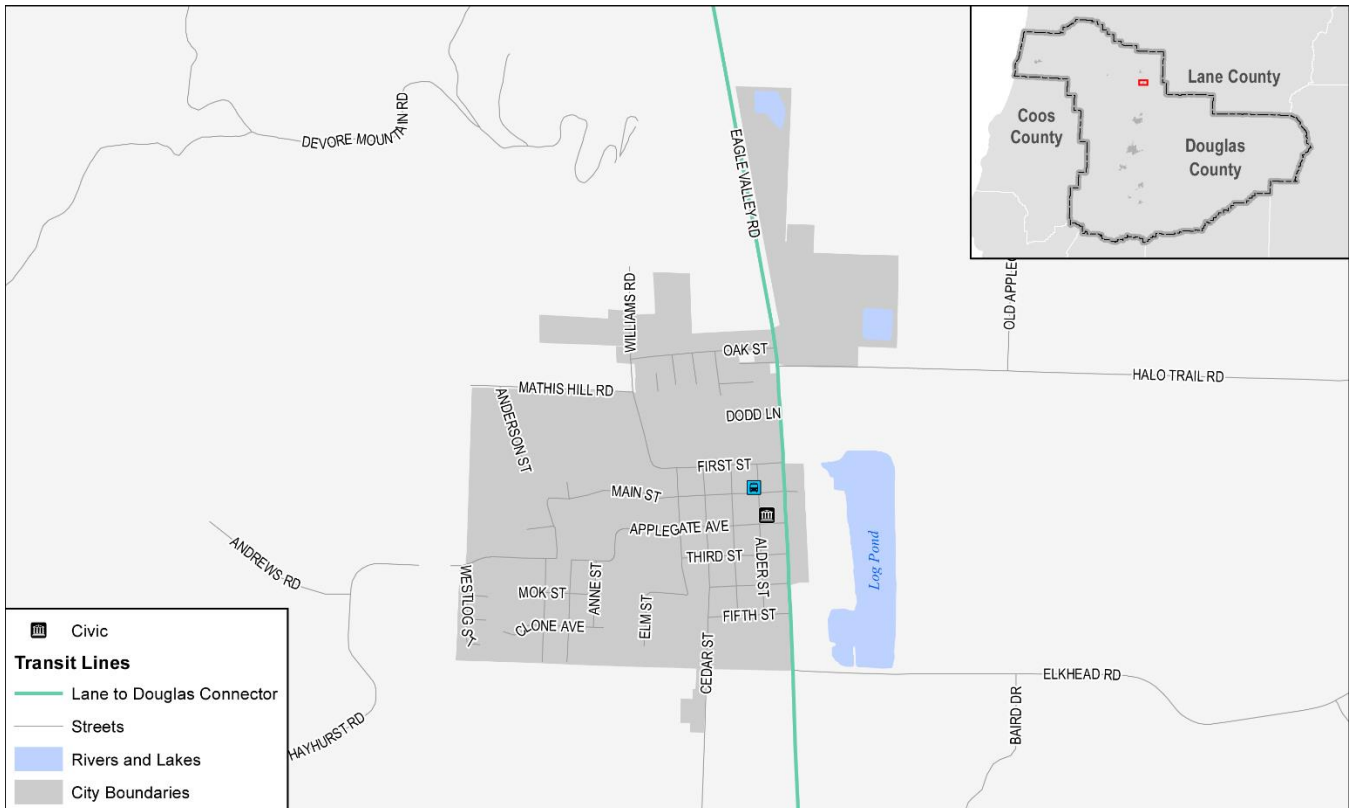 DEVORE MOUNTAIN RD
EAGLE VALLEY RD
Lane County
Coos
County
Douglas
County
OLD APPLEG
WILLIAMS RD
OAK ST
HALO TRAIL RD
MATHIS HILL RD
ANDERSON ST
DODD LN
FIRST ST
MAIN ST
APPLEGATE AVE
THIRD ST
ALDER ST
Log Pond
ANDREWS RD
WESTLOG ST
MOK ST
ANNE ST
ELM ST
CLONE AVE
FIFTH ST
CEDAR ST
ELKHEAD RD
BAIRD DR
HAYHURST RD
Civic
Transit Lines
Lane to Douglas Connector
Streets
Rivers and Lakes
City Boundaries